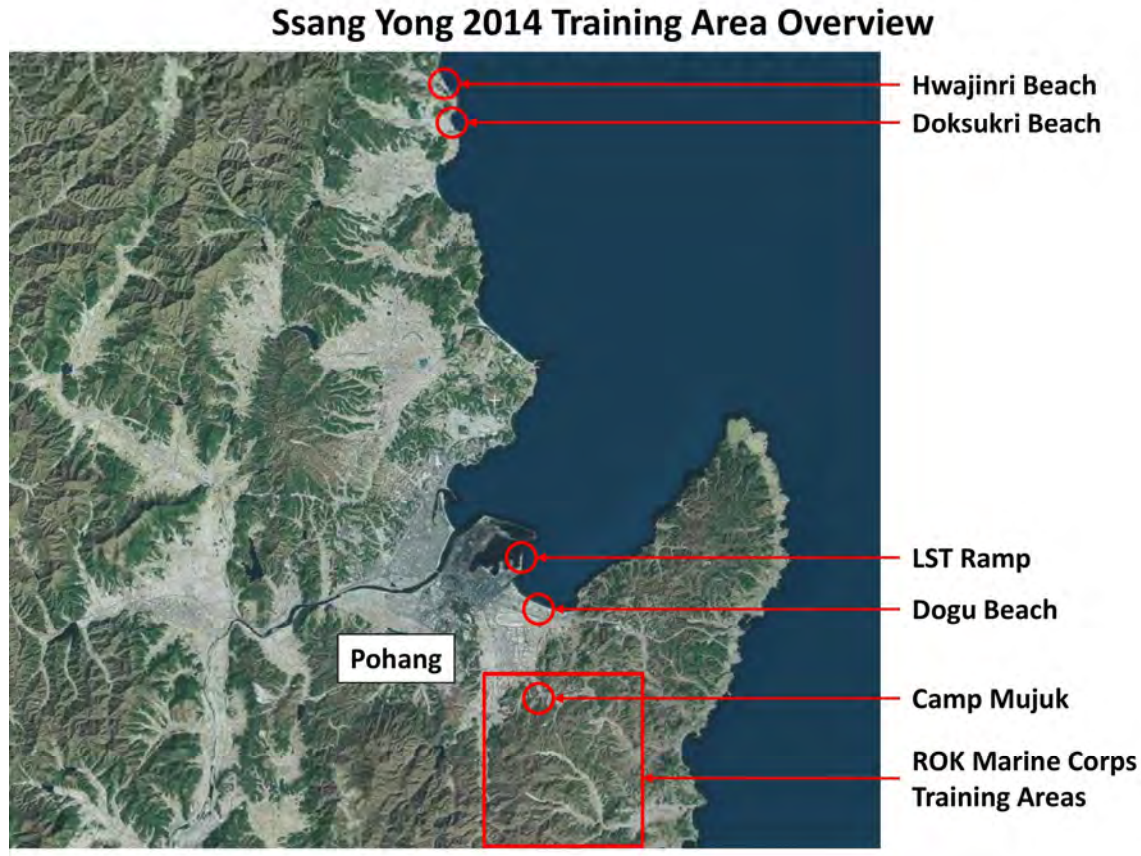 Ssang Yong 2014 Training Area Overview
Hwajinri Beach
Doksukri Beach
LST Ramp
Dogu Beach
Pohang
Camp Mujuk
ROK Marine Corps
Training Areas